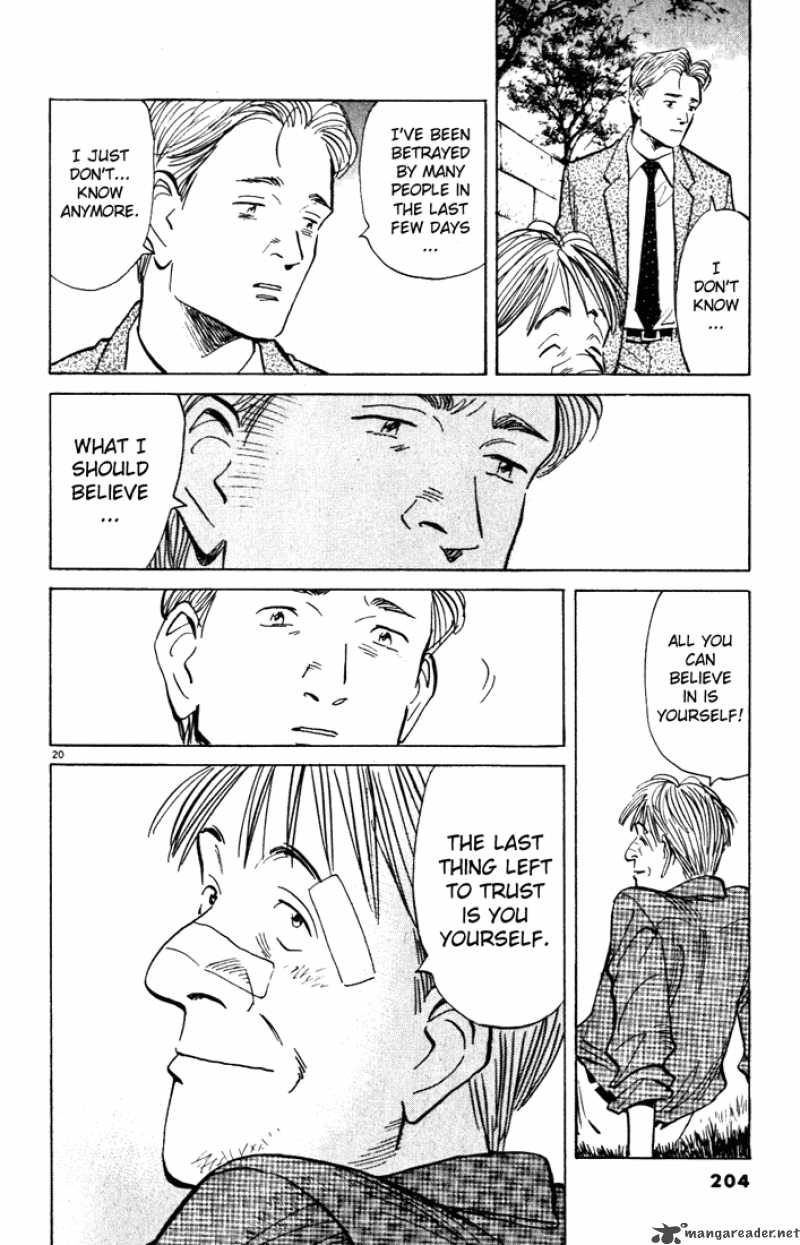 I
DON'T
KNOW
...
I'VE BEEN
BETRAYED
BY MANY
PEOPLE IN
THE LAST
FEW DAYS
...
I JUST
DON'T...
KNOW
ANYMORE.
WHAT I
SHOULD
BELIEVE
...
ALL YOU
CAN
BELIEVE
IN IS
YOURSELF!
20
THE LAST
THING LEFT
TO TRUST
IS YOU
YOURSELF.
204
mangareader.net